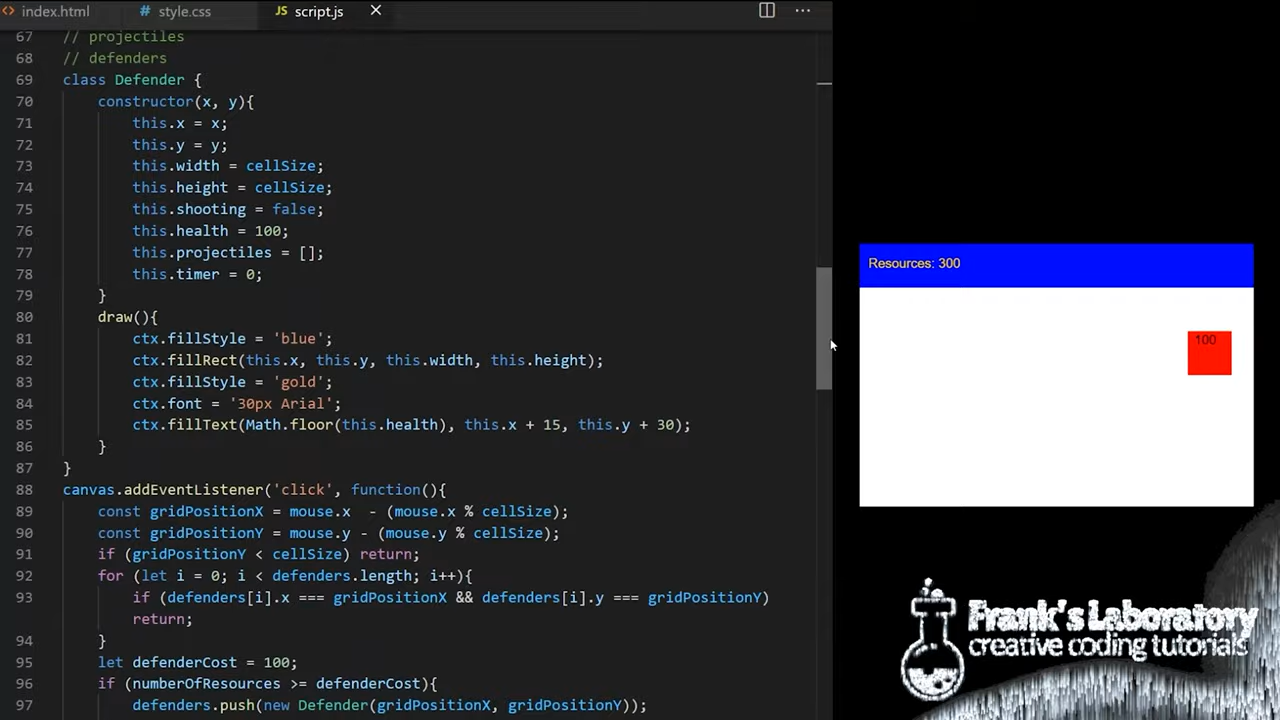 index.html # style.css JS script.js
67 // projectiles
68 // defenders
69 class Defender {
70 constructor(x, y){
71 this.x = x;
72 this.y = y;
73 this.width = cellSize;
74 this.height = cellSize;
75 this.shooting = false;
76 this.health = 100;
77 this.projectiles = [];
78 this.timer = 0;
79 }
80 draw(){
81 ctx.fillStyle = 'blue';
82 ctx.fillRect(this.x, this.y, this.width, this.height);
83 ctx.fillStyle = 'gold';
84 ctx.font = '30px Arial';
85 ctx.fillText(Math.floor(this.health), this.x + 15, this.y + 30);
86 }
87 }
88 canvas.addEventListener('click', function(){
89 const gridPositionX = mouse.x  - (mouse.x % cellSize);
90 const gridPositionY = mouse.y - (mouse.y % cellSize);
91 if (gridPositionY < cellSize) return;
92 for (let i = 0; i < defenders.length; i++){
93 if (defenders[i].x === gridPositionX && defenders[i].y === gridPositionY)
return;
94 }
95 let defenderCost = 100;
96 if (numberOfResources >= defenderCost){
97 defenders.push(new Defender(gridPositionX, gridPositionY));
Resources: 300
100
Frank's Laboratory
creative coding tutorials